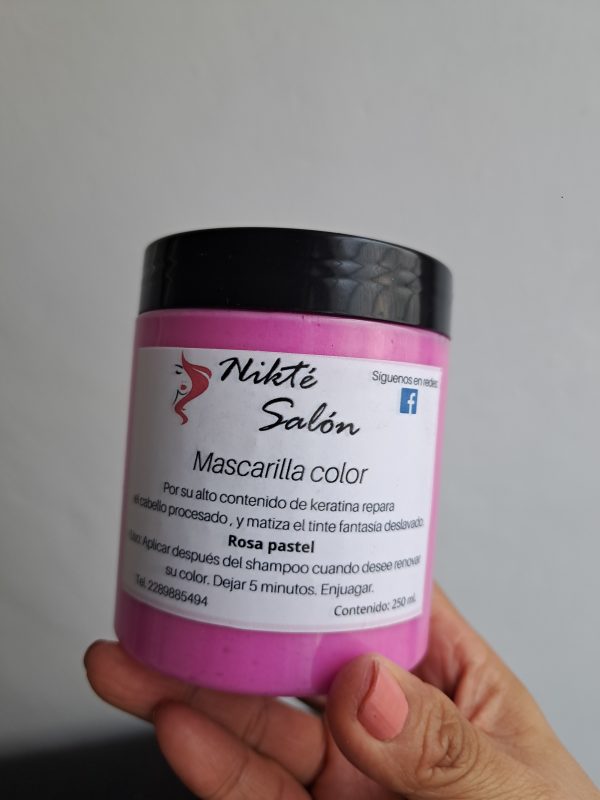 Nikté
Salón
Síguenos en redes:
f
Mascarilla color
Por su alto contenido de keratina repara
el cabello procesado , y matiza el tinte fantasía deslavado.
Rosa pastel
Uso: Aplicar después del shampoo cuando desee renovar
su color. Dejar 5 minutos. Enjuagar.
Tel. 2289885494
Contenido: 250 mL